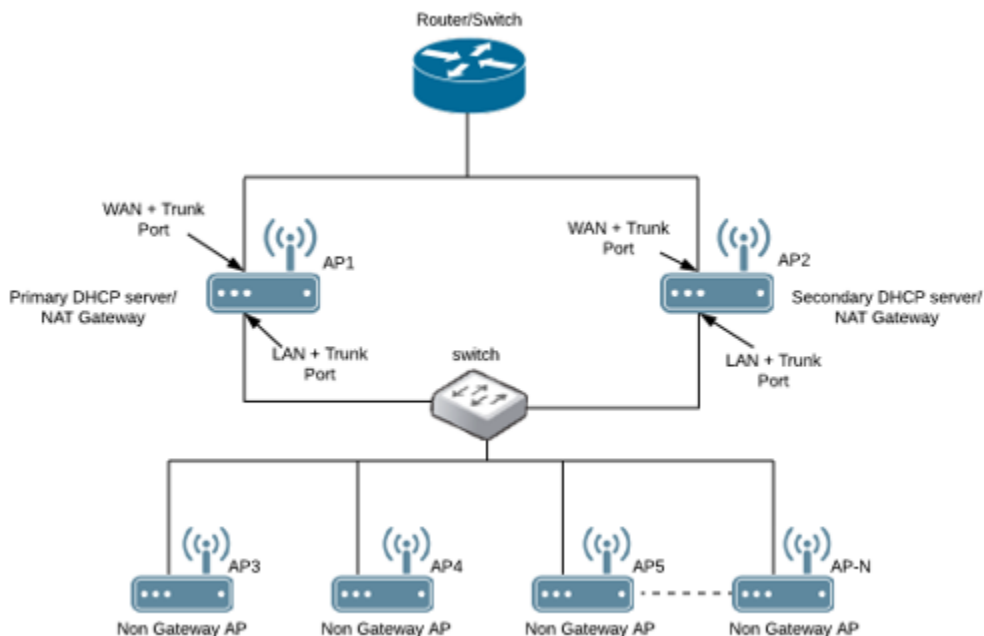 Router/Switch
WAN + Trunk
Port
AP1
Primary DHCP server/
NAT Gateway
LAN + Trunk
Port
WAN + Trunk
Port
AP2
Secondary DHCP server/
NAT Gateway
LAN + Trunk
Port
switch
AP3
Non Gateway AP
AP4
Non Gateway AP
AP5
Non Gateway AP
AP-N
Non Gateway AP